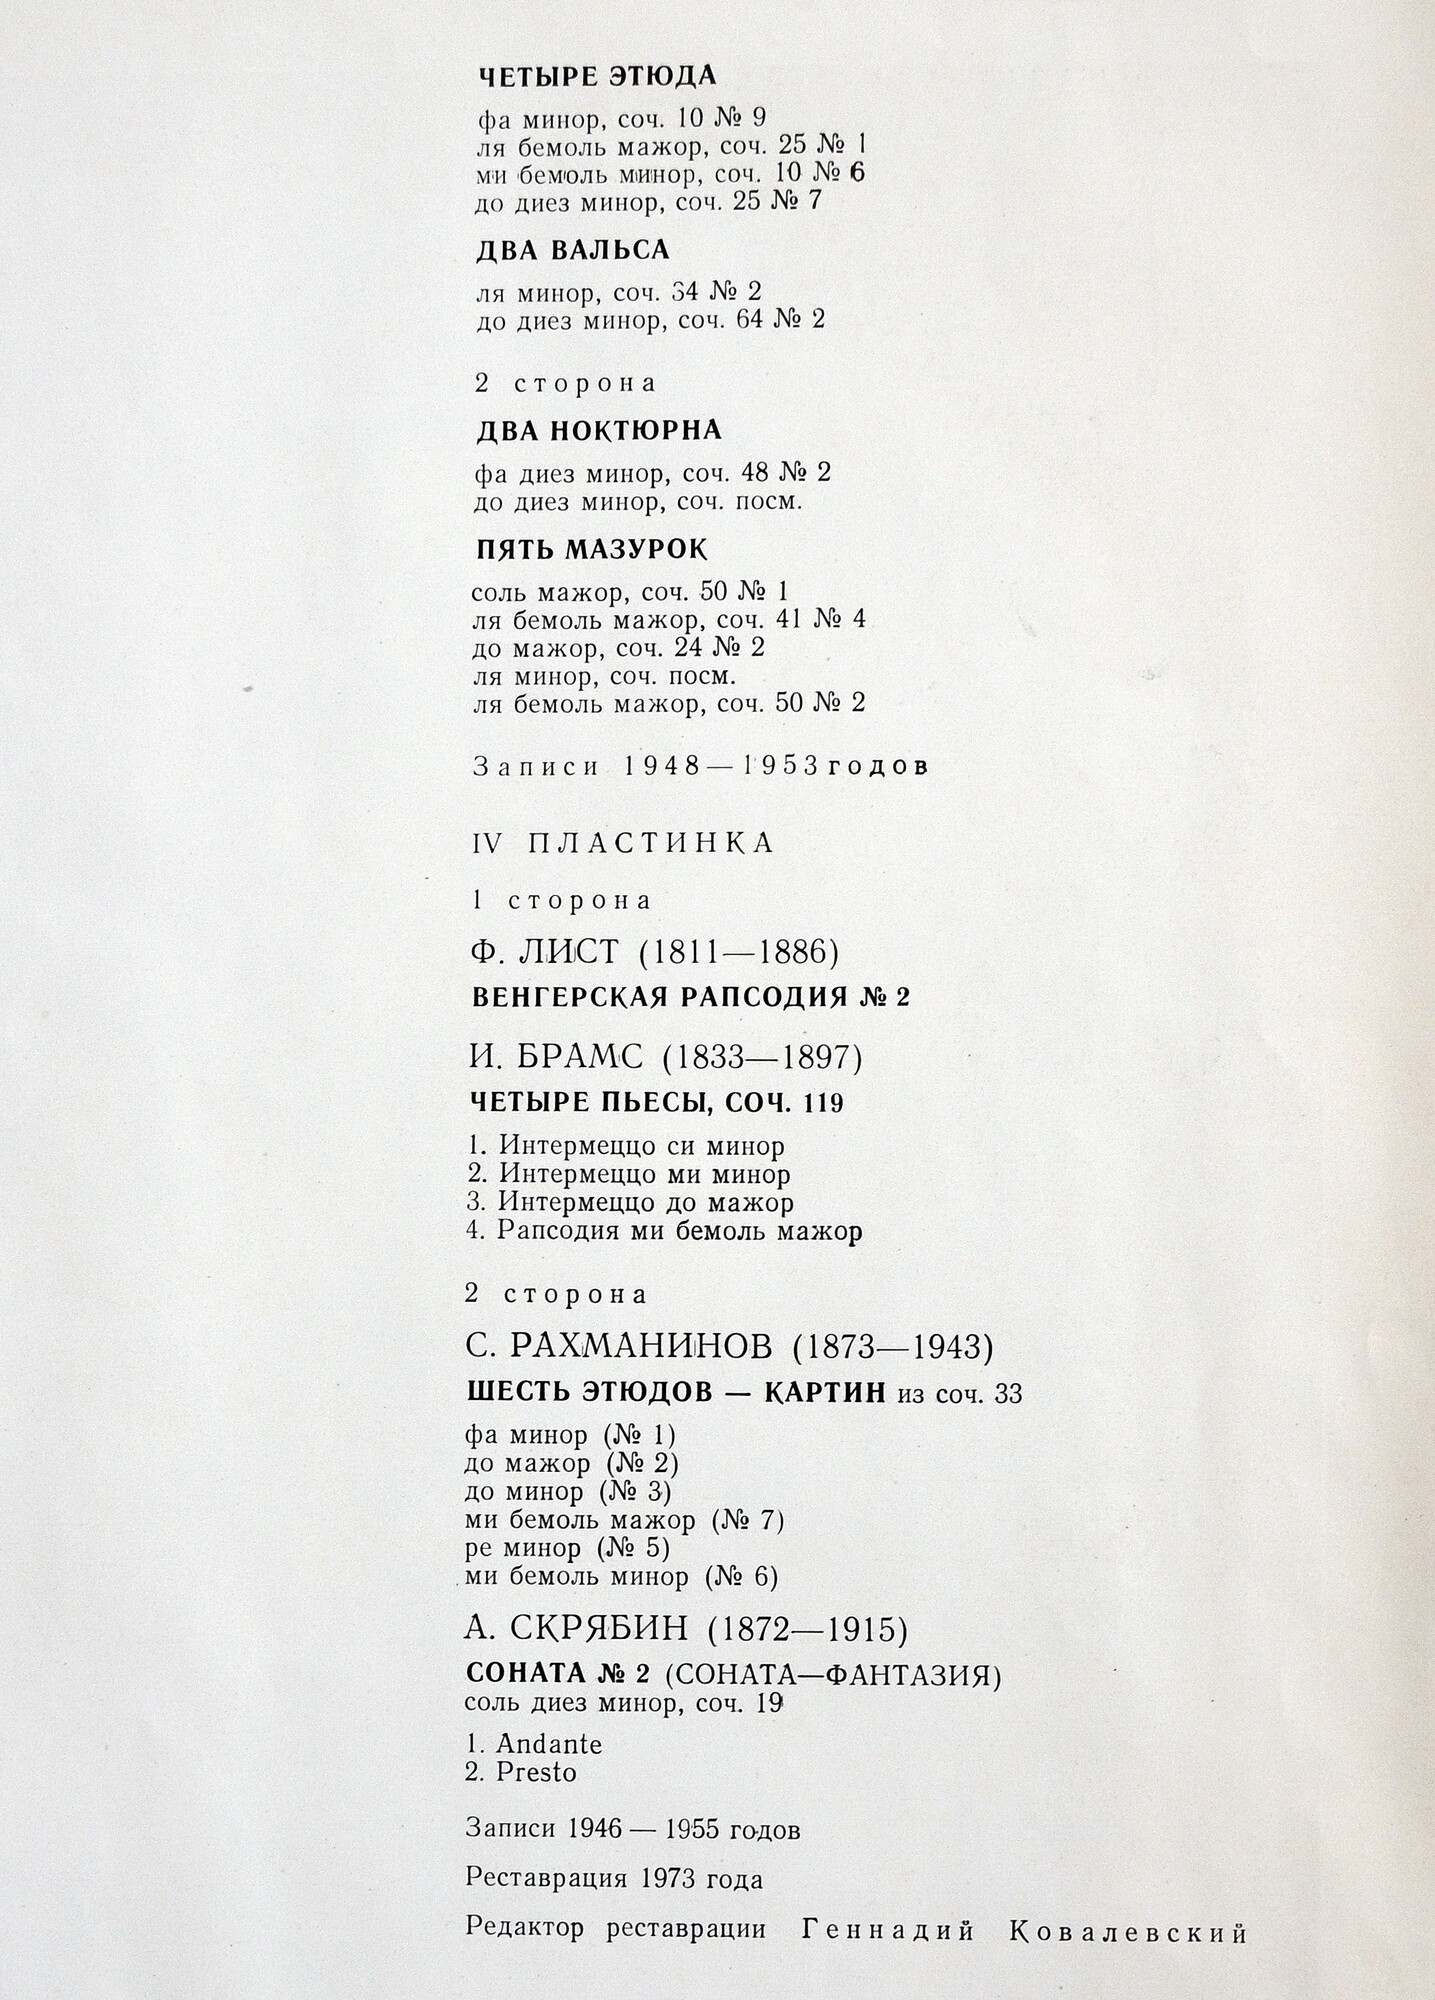 ЧЕТЫРЕ ЭТЮДА
фа минор, соч. 10 № 9
ля бемоль мажор, соч. 25 № 1
ми бемоль минор, соч. 10 № 6
до диез минор, соч. 25 № 7
ДВА ВАЛЬСА
ля минор, соч. 34 № 2
до диез минор, соч. 64 № 2
2 сторона
ДВА НОКТЮРНА
фа диез минор, соч. 48 № 2
до диез минор, соч. посм.
ПЯТЬ МАЗУРОК
соль мажор, соч. 50 № 1
ля бемоль мажор, соч. 41 № 4
до мажор, соч. 24 № 2
ля минор, соч. посм.
ля бемоль мажор, соч. 50 № 2
Записи 1948—1953 годов
IV ПЛАСТИНКА
1 сторона
Ф. ЛИСТ (1811—1886)
ВЕНГЕРСКАЯ РАПСОДИЯ № 2
И. БРАМС (1833—1897)
ЧЕТЫРЕ ПЬЕСЫ, СОЧ. 119
1. Интермеццо си минор
2. Интермеццо ми минор
3. Интермеццо до мажор
4. Рапсодия ми бемоль мажор
2 сторона
С. РАХМАНИНОВ (1873—1943)
ШЕСТЬ ЭТЮДОВ — КАРТИН из соч. 33
фа минор (№ 1)
до мажор (№ 2)
до минор (№ 3)
ми бемоль мажор (№ 7)
ре минор (№ 5)
ми бемоль минор (№ 6)
А. СКРЯБИН (1872—1915)
СОНАТА № 2 (СОНАТА—ФАНТАЗИЯ)
соль диез минор, соч. 19
1. Andante
2. Presto
Записи 1946 — 1955 годов
Реставрация 1973 года
Редактор реставрации Геннадий Ковалевский